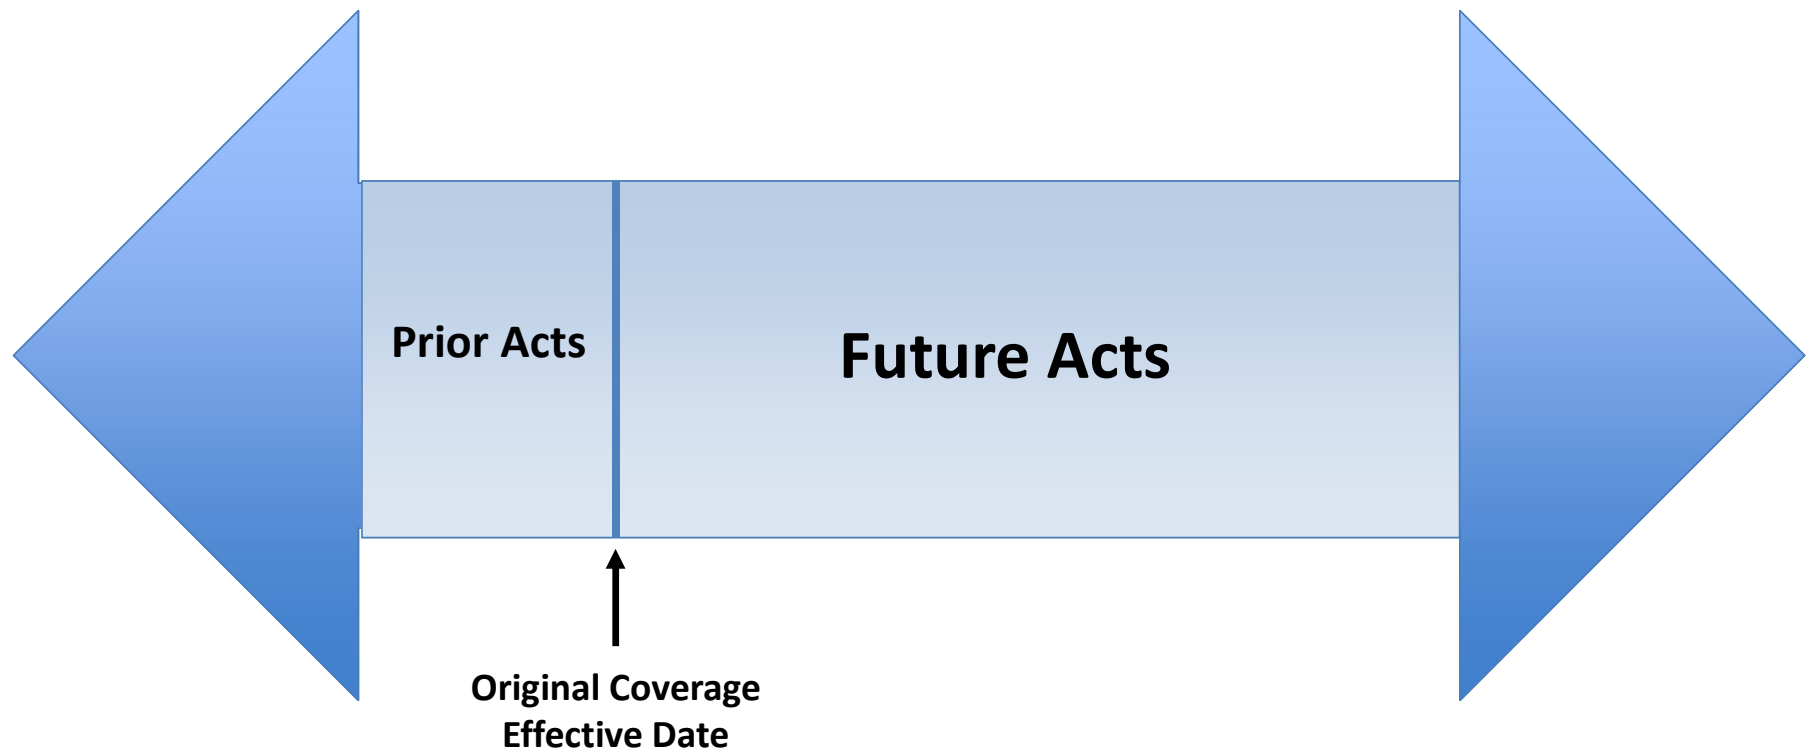 Prior Acts
Future Acts
Original Coverage
Effective Date